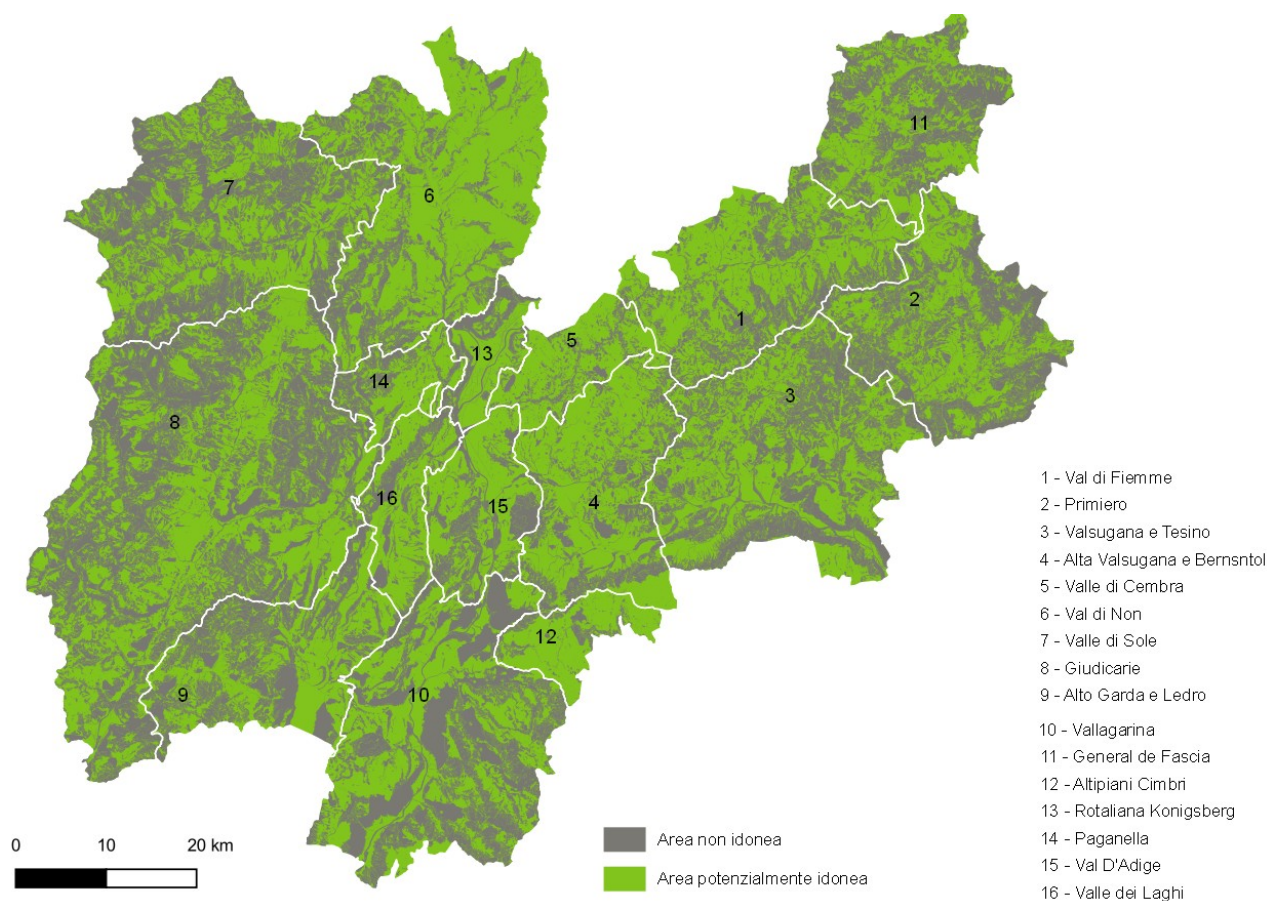 11
7
6
2
1
5
13
14
3
8
16
15
4
12
9
10
1 - Val di Fiemme
2 - Primiero
3 - Valsugana e Tesino
4 - Alta Valsugana e Bernsntol
5 - Valle di Cembra
6 - Val di Non
7 - Valle di Sole
8 - Giudicarie
9 - Alto Garda e Ledro
10 - Vallagarina
11 - General de Fascia
12 - Altipiani Cimbri
13 - Rotaliana Konigsberg
14 - Paganella
15 - Val D'Adige
16 - Valle dei Laghi
0 10 20 km
Area non idonea
Area potenzialmente idonea